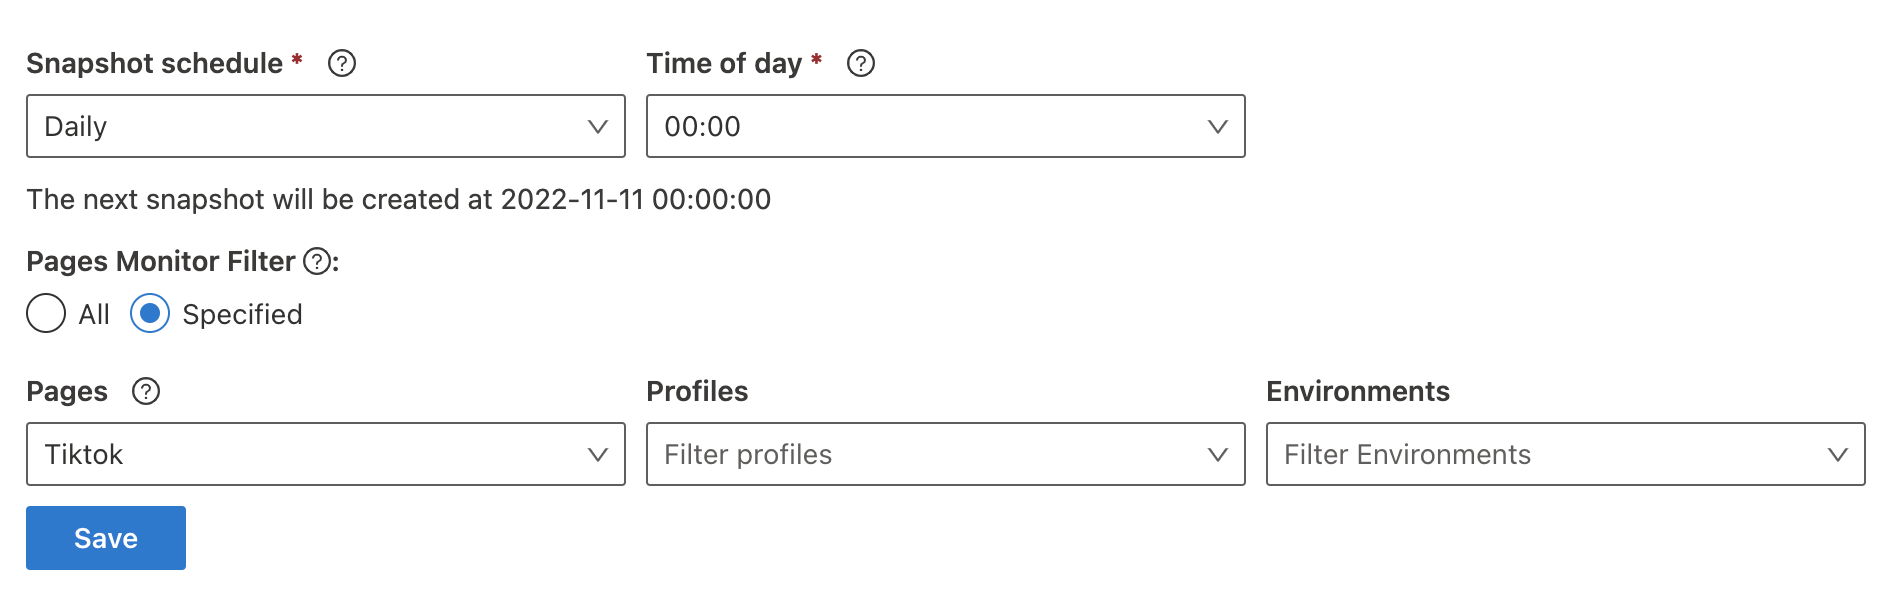 Snapshot schedule * ? Time of day * ?
Daily 00:00
The next snapshot will be created at 2022-11-11 00:00:00
Pages Monitor Filter ?:
All Specified
Pages ? Profiles Environments
Tiktok Filter profiles Filter Environments
Save